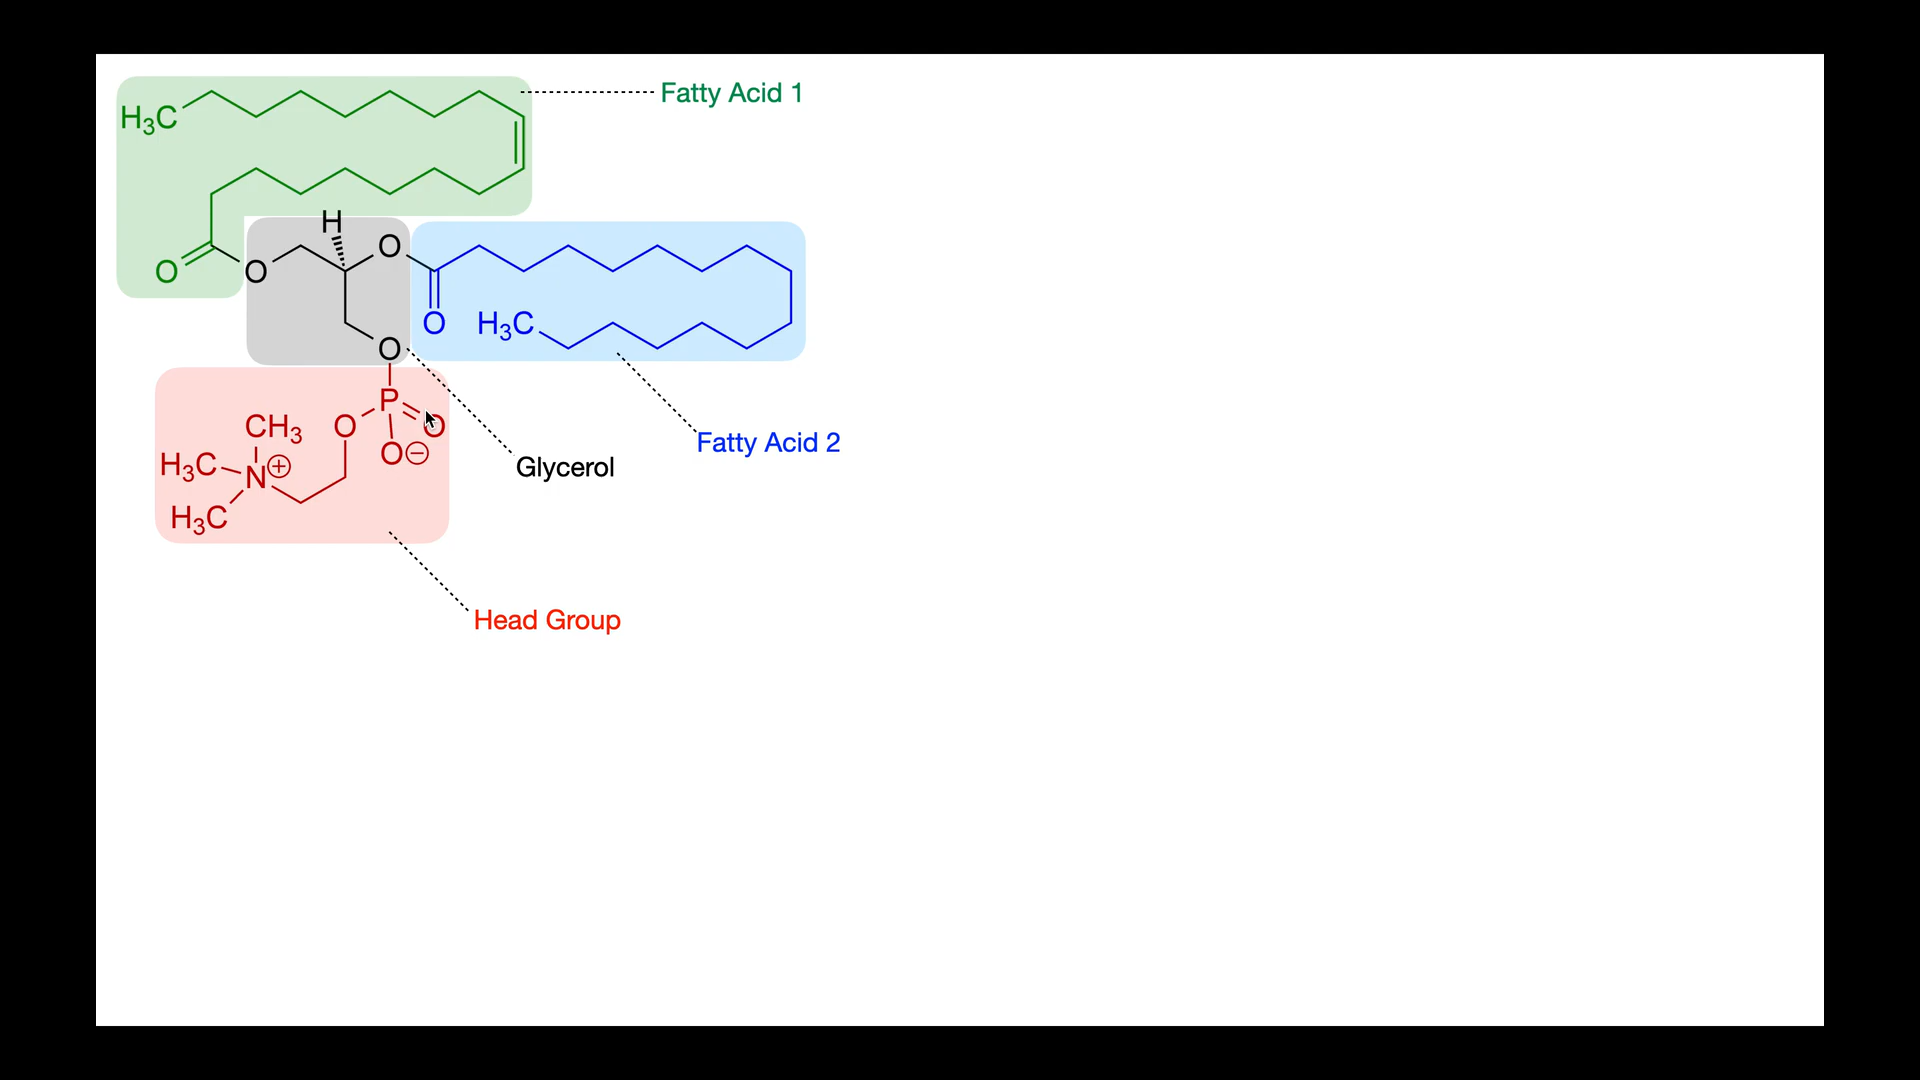 Fatty Acid 1
H₃C
H
O
O
O
O
H₃C
O
P
CH₃
O
O
Fatty Acid 2
H₃C
N⊕
O⊖
Glycerol
H₃C
Head Group